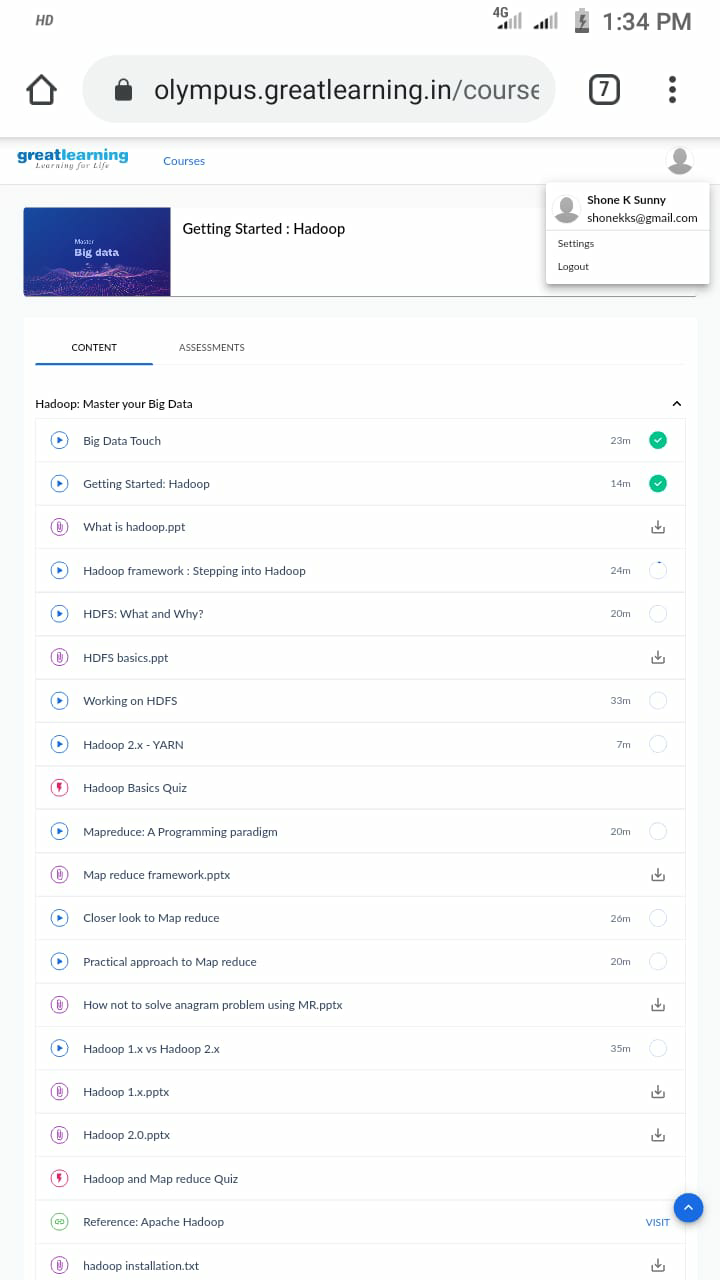 HD 4G 1:34 PM
olympus.greatlearning.in/course 7
greatlearning
Learning for Life
Courses
Shone K Sunny
shonekks@gmail.com
Settings
Logout
Master
Big data
Getting Started : Hadoop
CONTENT ASSESSMENTS
Hadoop: Master your Big Data
Big Data Touch 23m
Getting Started: Hadoop 14m
What is hadoop.ppt
Hadoop framework : Stepping into Hadoop 24m
HDFS: What and Why? 20m
HDFS basics.ppt
Working on HDFS 33m
Hadoop 2.x - YARN 7m
Hadoop Basics Quiz
Mapreduce: A Programming paradigm 20m
Map reduce framework.pptx
Closer look to Map reduce 26m
Practical approach to Map reduce 20m
How not to solve anagram problem using MR.pptx
Hadoop 1.x vs Hadoop 2.x 35m
Hadoop 1.x.pptx
Hadoop 2.0.pptx
Hadoop and Map reduce Quiz
Reference: Apache Hadoop VISIT
hadoop installation.txt